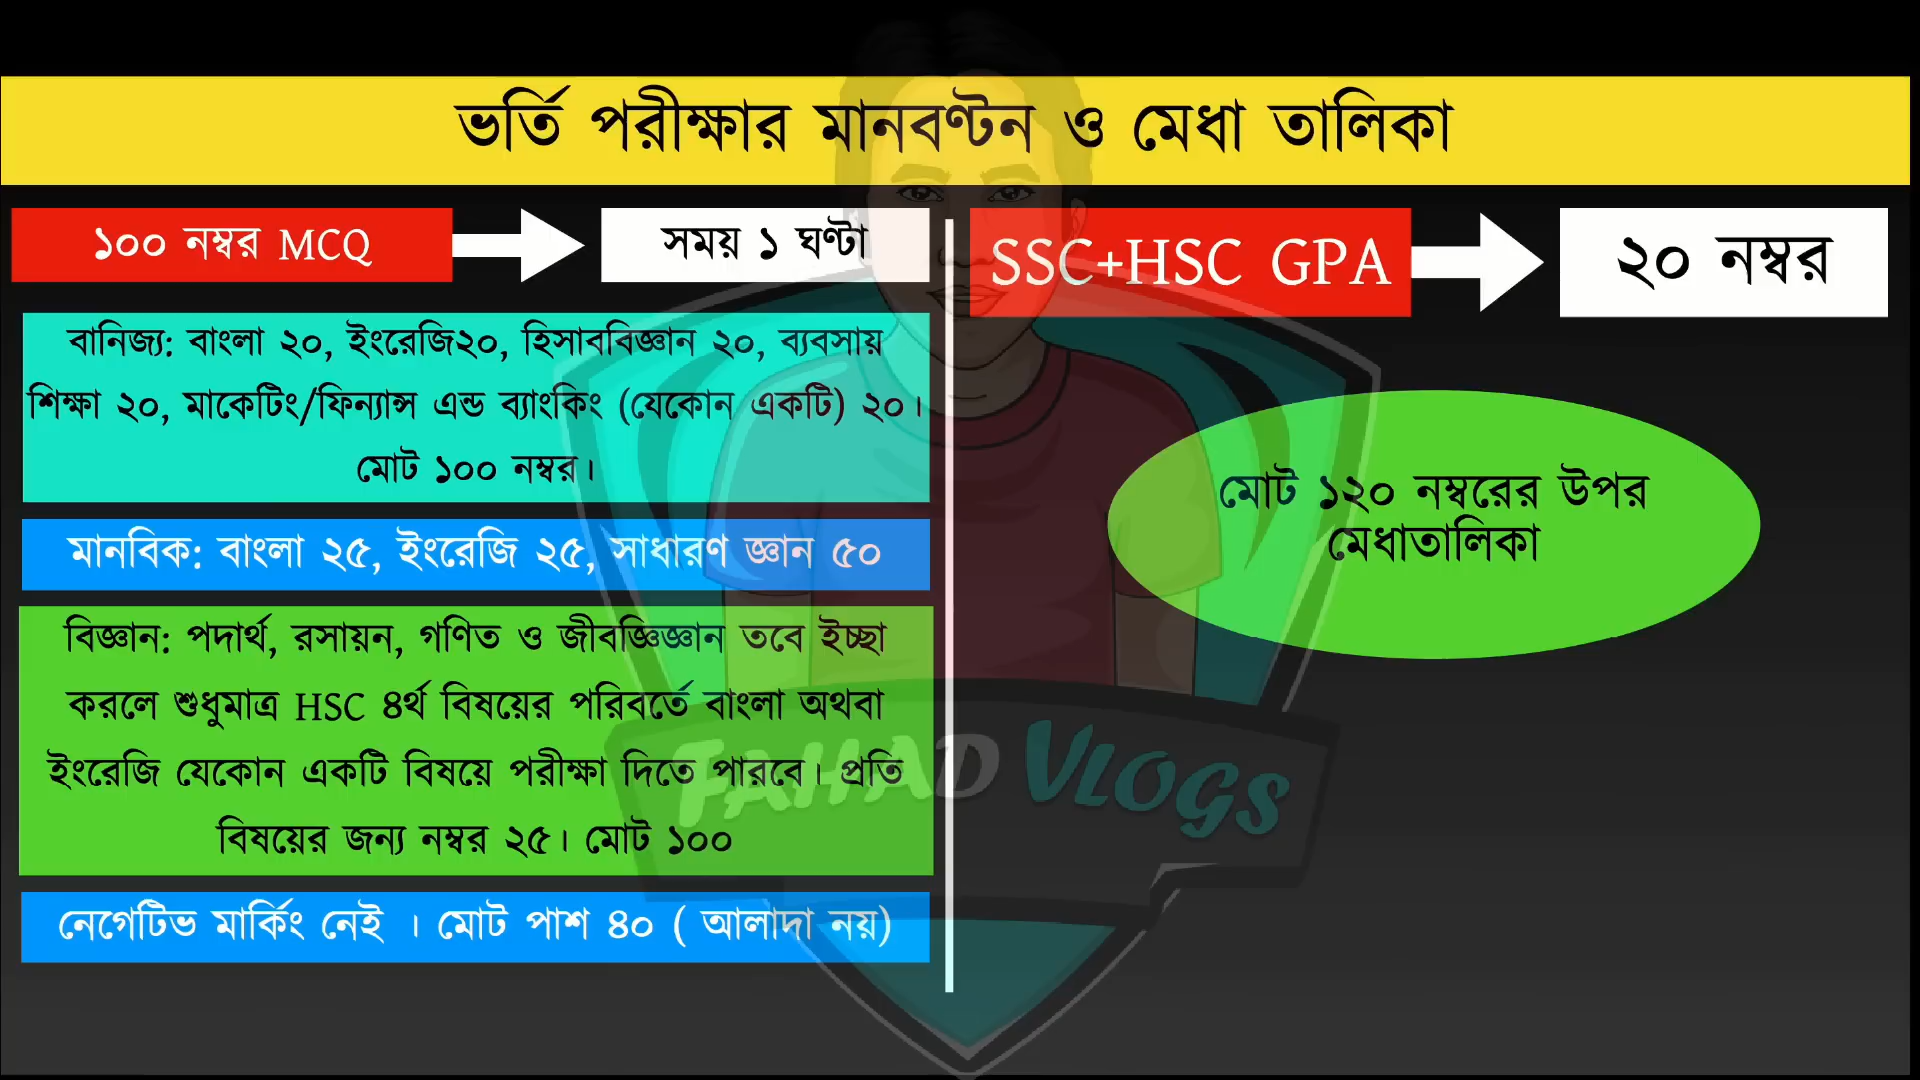 ভর্তি পরীক্ষার মানবণ্টন ও মেধা তালিকা
১০০ নম্বর MCQ
সময় ১ ঘণ্টা
বানিজ্য: বাংলা ২০, ইংরেজি২০, হিসাববিজ্ঞান ২০, ব্যবসায়
শিক্ষা ২০, মাকেটিং/ফিন্যান্স এন্ড ব্যাংকিং (যেকোন একটি) ২০।
মোট ১০০ নম্বর।
মানবিক: বাংলা ২৫, ইংরেজি ২৫, সাধারণ জ্ঞান ৫০
বিজ্ঞান: পদার্থ, রসায়ন, গণিত ও জীবজ্ঞিজ্ঞান তবে ইচ্ছা
করলে শুধুমাত্র HSC ৪র্থ বিষয়ের পরিবর্তে বাংলা অথবা
ইংরেজি যেকোন একটি বিষয়ে পরীক্ষা দিতে পারবে। প্রতি
বিষয়ের জন্য নম্বর ২৫। মোট ১০০
নেগেটিভ মার্কিং নেই । মোট পাশ ৪০ ( আলাদা নয়)
SSC+HSC GPA
২০ নম্বর
মোট ১২০ নম্বরের উপর
মেধাতালিকা
FAHAD VLOGS